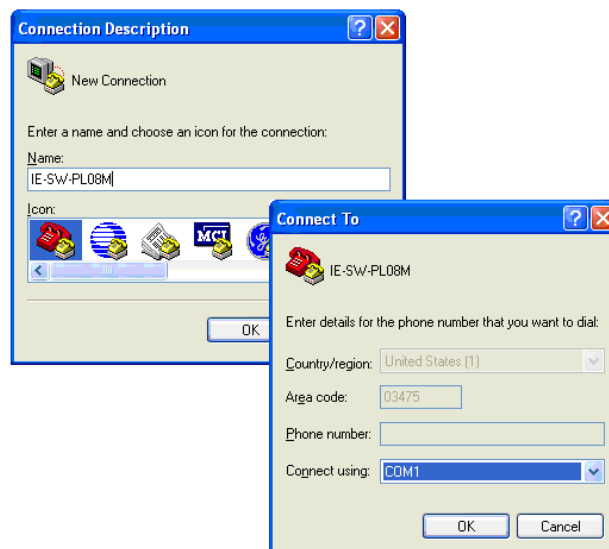 Connection Description
New Connection
Enter a name and choose an icon for the connection:
Name:
IE-SW-PL08M
Icon:
MCI
OK
Connect To
IE-SW-PL08M
Enter details for the phone number that you want to dial:
Country/region: United States (1)
Area code: 03475
Phone number:
Connect using: COM1
OK Cancel